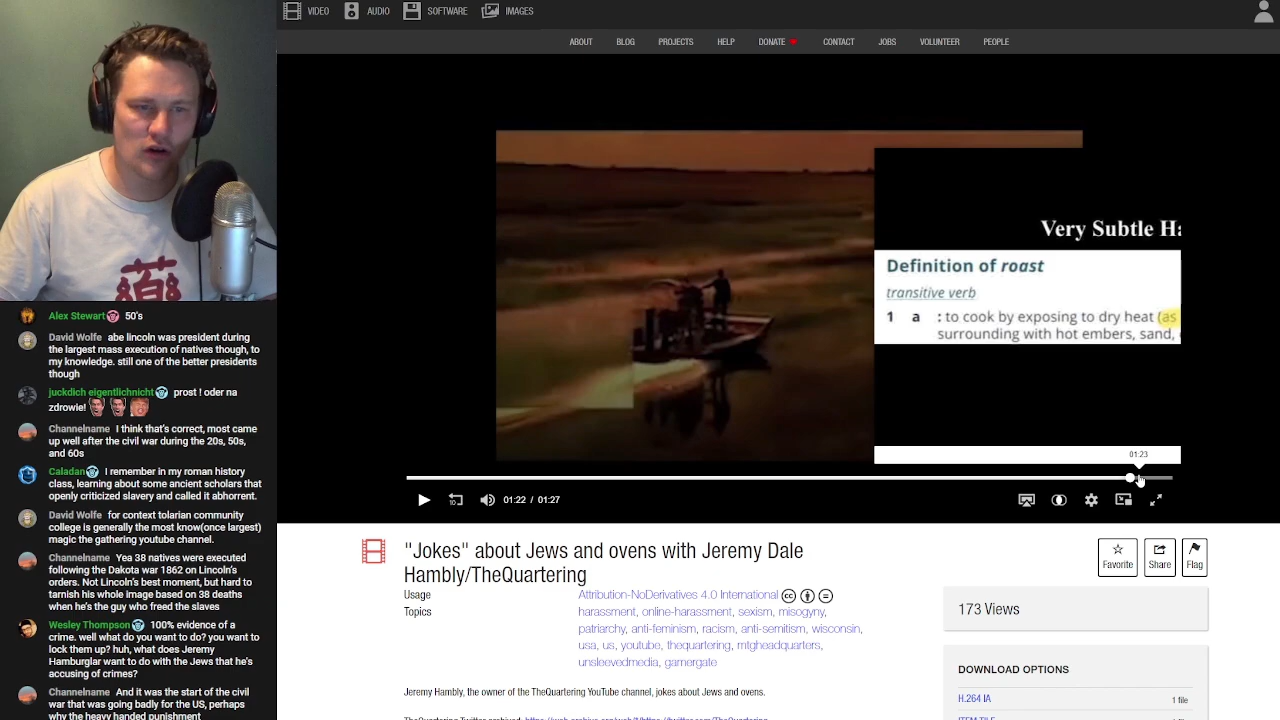 VIDEO AUDIO SOFTWARE IMAGES
ABOUT BLOG PROJECTS HELP DONATE CONTACT JOBS VOLUNTEER PEOPLE
Very Subtle
Definition of roast
transitive verb
1 a : to cook by exposing to dry heat (as
surrounding with hot embers, sand,
藥
01:23
10
01:22 / 01:27
Alex Stewart 50's
David Wolfe abe lincoln was president during
the largest mass execution of natives though, to
my knowledge. still one of the better presidents
though
juckdich eigentlichnicht prost ! oder na
zdrowle!
Channelname I think that's correct, most came
up well after the civil war during the 20s, 50s,
and 60s
Caladan I remember in my roman history
class, learning about some ancient scholars that
openly criticized slavery and called it abhorrent.
David Wolfe for context tolarian community
college is generally the most know(once largest)
magic the gathering youtube channel.
Channelname Yea 38 natives were executed
following the Dakota war 1862 on Lincoln's
orders. Not Lincoln's best moment, but hard to
tarnish his whole image based on 38 deaths
when he's the guy who freed the slaves
Wesley Thompson 100% evidence of a
crime. well what do you want to do? you want to
lock them up? huh, what does Jeremy
Hamburglar want to do with the Jews that he's
accusing of crimes?
Channelname And it was the start of the civil
war that was going badly for the US, perhaps
why the heavy handed punishment
"Jokes" about Jews and ovens with Jeremy Dale
Hambly/TheQuartering
Favorite Share Flag
Usage Attribution-NoDerivatives 4.0 International
Topics harassment, online-harassment, sexism, misogyny,
patriarchy, anti-feminism, racism, anti-semitism, wisconsin,
usa, us, youtube, thequartering, mtgheadquarters,
unsleevedmedia, gamergate
173 Views
DOWNLOAD OPTIONS
H.264 IA 1 file
Jeremy Hambly, the owner of the TheQuartering YouTube channel, jokes about Jews and ovens.